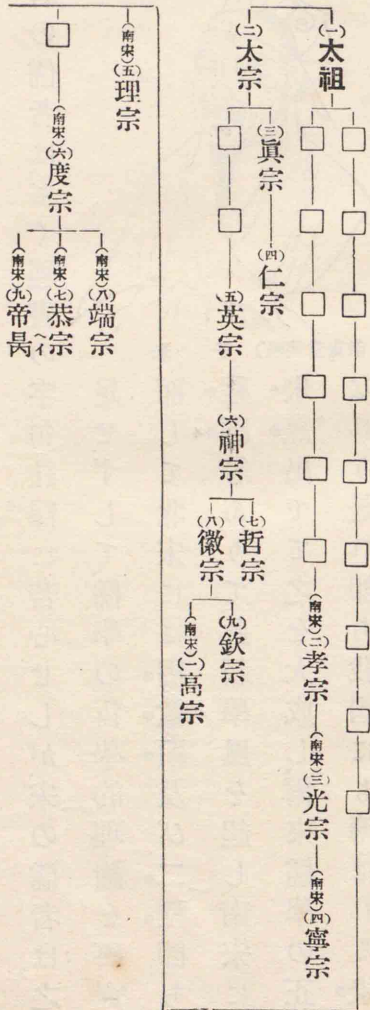 (一)太祖
□□□□□□□□□
□□□□□□(南宋)(二)孝宗(南宋)(三)光宗(南宋)(四)寧宗
(二)太宗
(三)眞宗(四)仁宗
□□(五)英宗(六)神宗
(七)哲宗
(八)徽宗
(九)欽宗
(南宋)(一)高宗
(南宋)(五)理宗
□(南宋)(六)度宗
(南宋)(八)端宗
(南宋)(七)恭宗
(南宋)(九)帝昺ヘイ